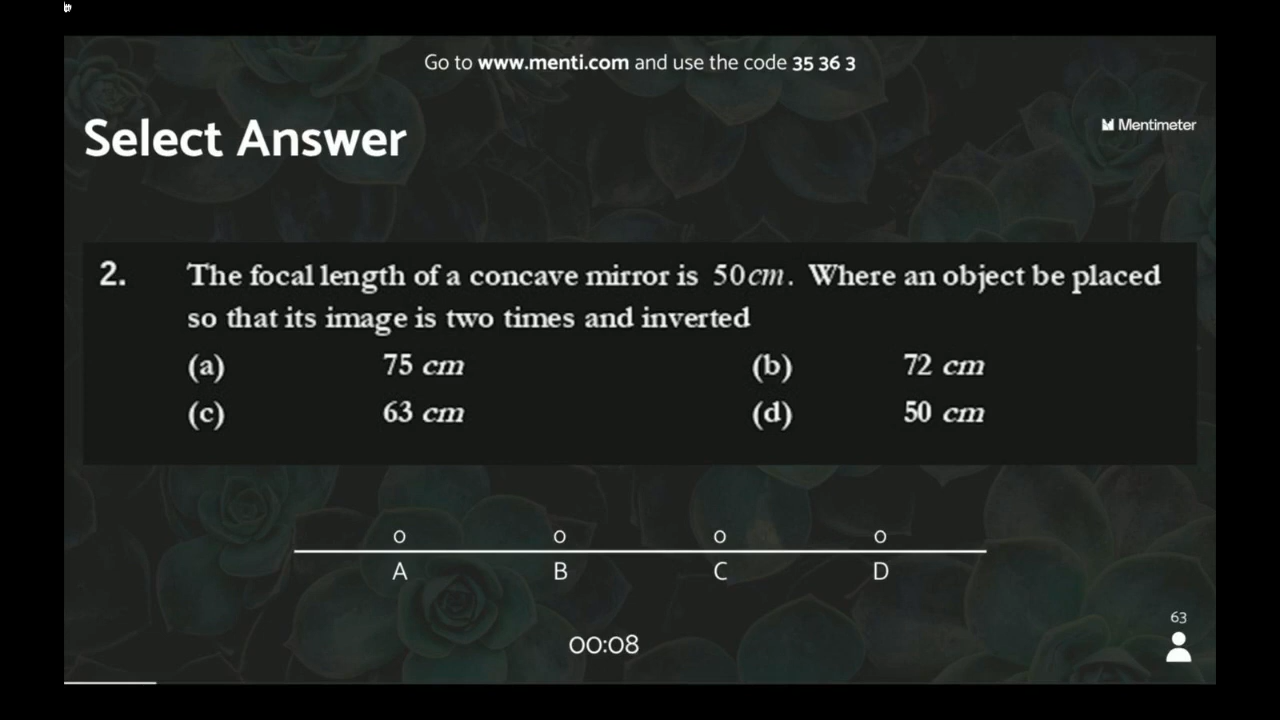 Go to www.menti.com and use the code 35 36 3
Select Answer
Mentimeter
2. The focal length of a concave mirror is 50cm. Where an object be placed
so that its image is two times and inverted
(a) 75 cm (b) 72 cm
(c) 63 cm (d) 50 cm
0 0 0 0
A B C D
63
00:08